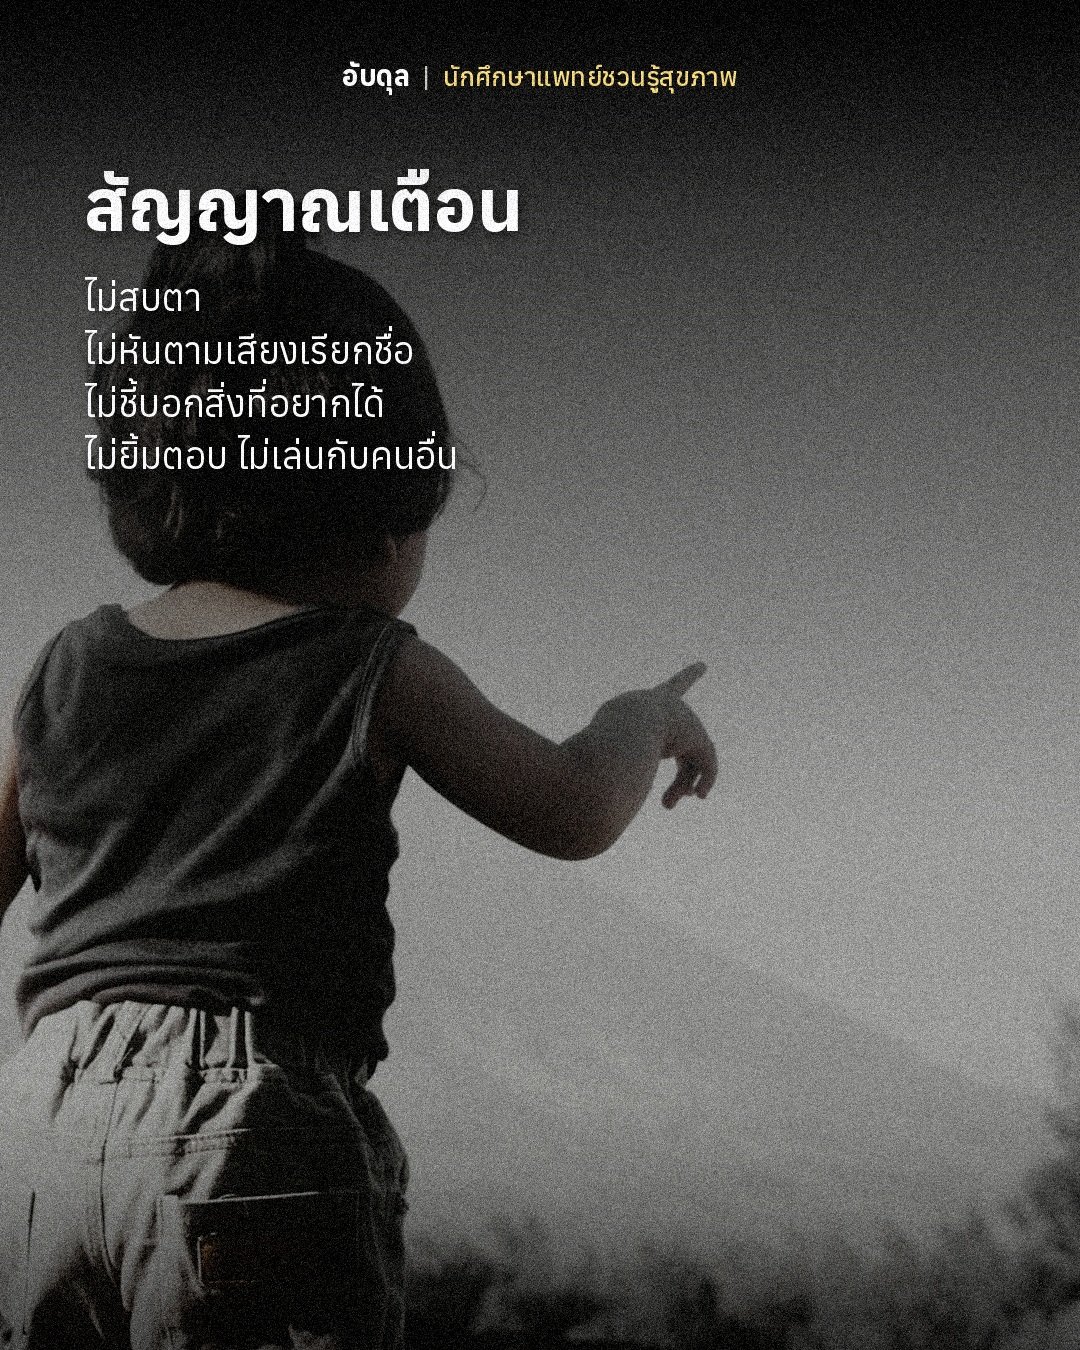 อับดุล | นักศึกษาแพทย์ชวนรู้สุขภาพ
สัญญาณเตือน
ไม่สบตา
ไม่หันตามเสียงเรียกชื่อ
ไม่ชี้บอกสิ่งที่อยากได้
ไม่ยิ้มตอบ ไม่เล่นกับคนอื่น